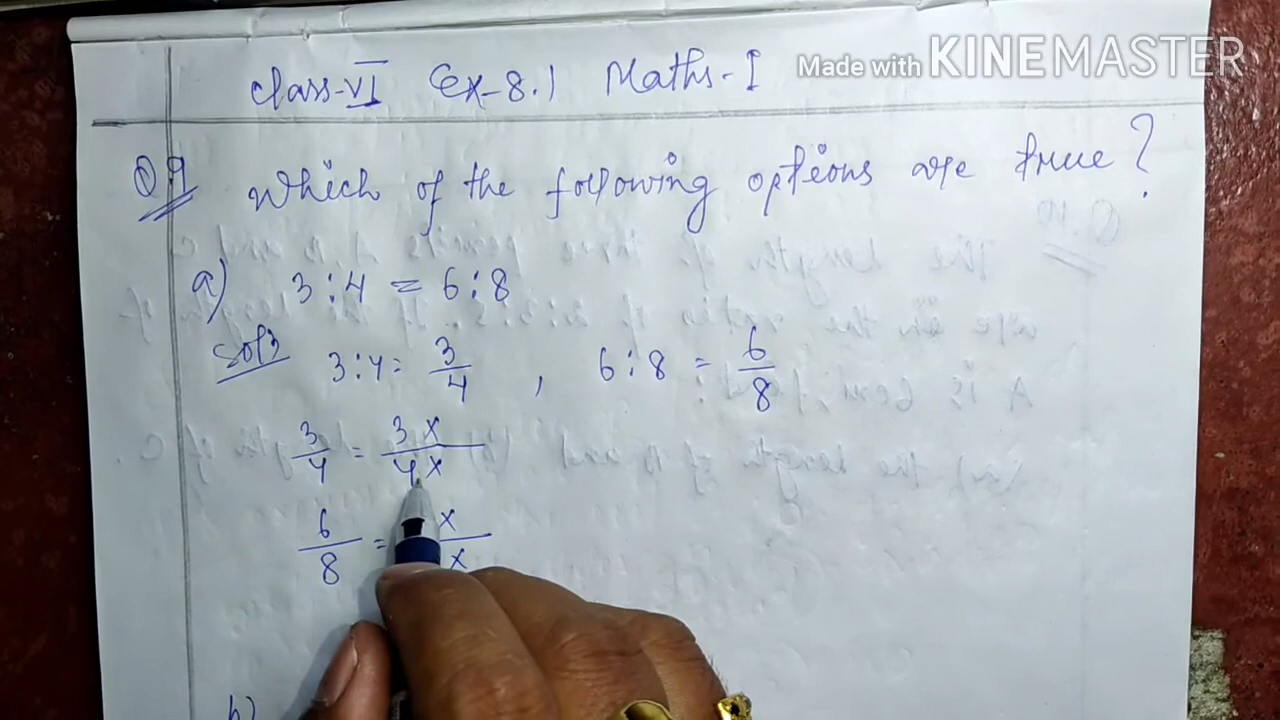 Made with KINEMASTER
Class-VI Ex-8.1 Maths-I
Q.9 Which of the following options are true?
a) 3:4 = 6:8
Soln 3:4 = 3/4 , 6:8 = 6/8
3/4 = 3×/4×
6/8 = ×/×
b)